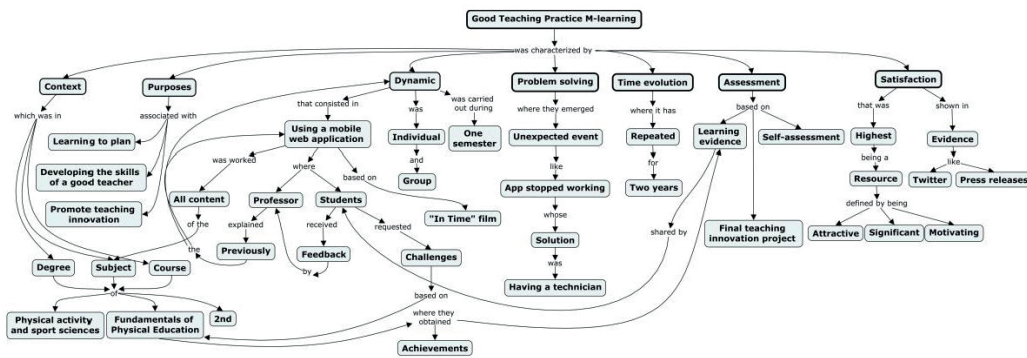 Good Teaching Practice M-learning
was characterized by
Context
Purposes
Dynamic
Problem solving
Time evolution
Assessment
Satisfaction
which was in
associated with
that consisted in
was
was carried
out during
where they emerged
where it has
based on
that was
shown in
Learning to plan
Using a mobile
web application
Individual
One
semester
Unexpected event
Repeated
Learning
evidence
Self-assessment
Highest
Evidence
was worked
where
and
like
for
being a
like
Developing the skills
of a good teacher
based on
Group
App stopped working
Two years
Resource
Twitter
Press releases
Promote teaching
innovation
All content
Professor
Students
"In Time" film
whose
defined by being
of the
explained
received
requested
shared by
Solution
Final teaching
innovation project
Attractive
Significant
Motivating
the
Previously
Feedback
Challenges
was
Degree
Subject
Course
by
Having a technician
of
based on
Physical activity
and sport sciences
Fundamentals of
Physical Education
2nd
where they
obtained
Achievements